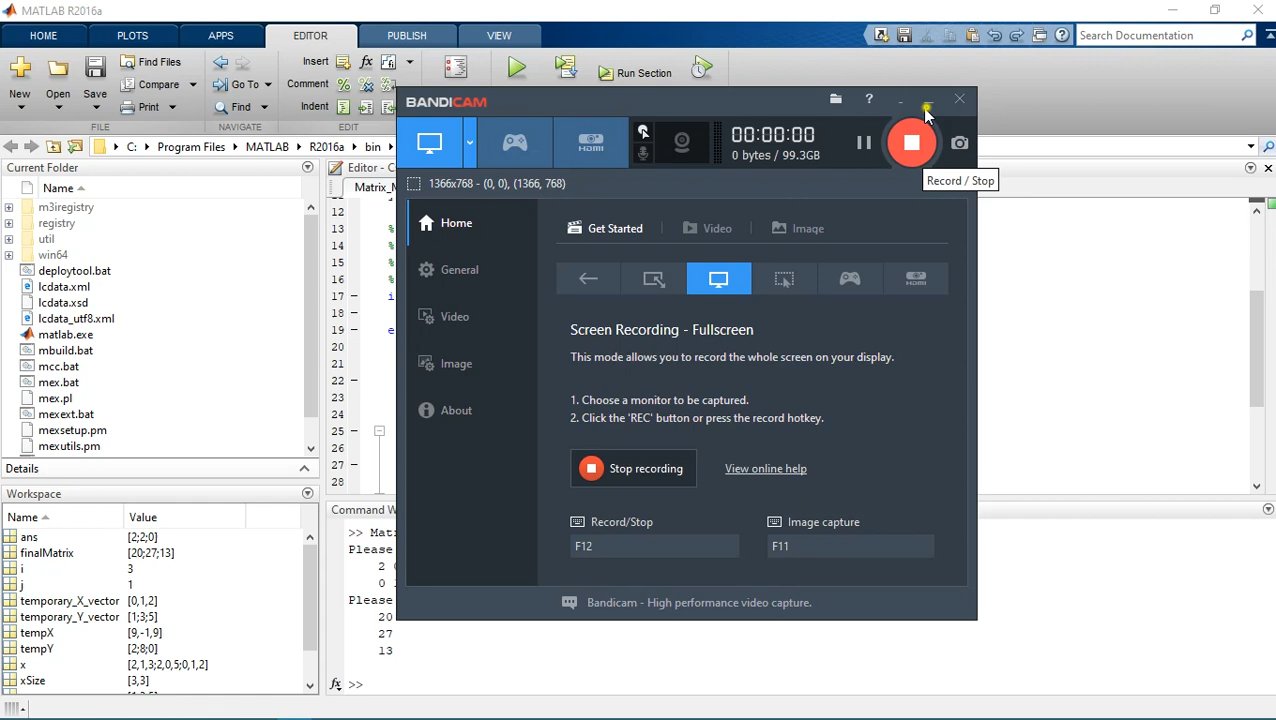 MATLAB R2016a
HOME PLOTS APPS EDITOR PUBLISH VIEW Search Documentation
New Open Save Find Files Compare Print Go To Find Insert Comment Indent fx Run Section
FILE NAVIGATE EDIT
C: Program Files MATLAB R2016a bin
Current Folder
Name
m3iregistry
registry
util
win64
deploytool.bat
lcdata.xml
lcdata.xsd
lcdata_utf8.xml
matlab.exe
mbuild.bat
mcc.bat
mex.bat
mex.pl
mexext.bat
mexsetup.pm
mexutils.pm
Details
Workspace
Name Value
ans [2;2;0]
finalMatrix [20;27;13]
i 3
j 1
temporary_X_vector [0,1,2]
temporary_Y_vector [1;3;5]
tempX [9,-1,9]
tempY [2;8;0]
x [2,1,3;2,0,5;0,1,2]
xSize [3,3]
Editor - C
Matrix_M
12
13 %
14 %
15 %
16 %
17 i
18
19 e
20
21
22
23
24
25
26
27
28
Command W
>> Mat
Please
2 0
0 1
Please
20
27
13
fx >>
BANDICAM
?
00:00:00
0 bytes / 99.3GB
HDMI
Record / Stop
1366x768 - (0, 0), (1366, 768)
Home
General
Video
Image
About
Get Started Video Image
HDMI
Screen Recording - Fullscreen
This mode allows you to record the whole screen on your display.
1. Choose a monitor to be captured.
2. Click the 'REC' button or press the record hotkey.
Stop recording View online help
Record/Stop Image capture
F12 F11
Bandicam - High performance video capture.